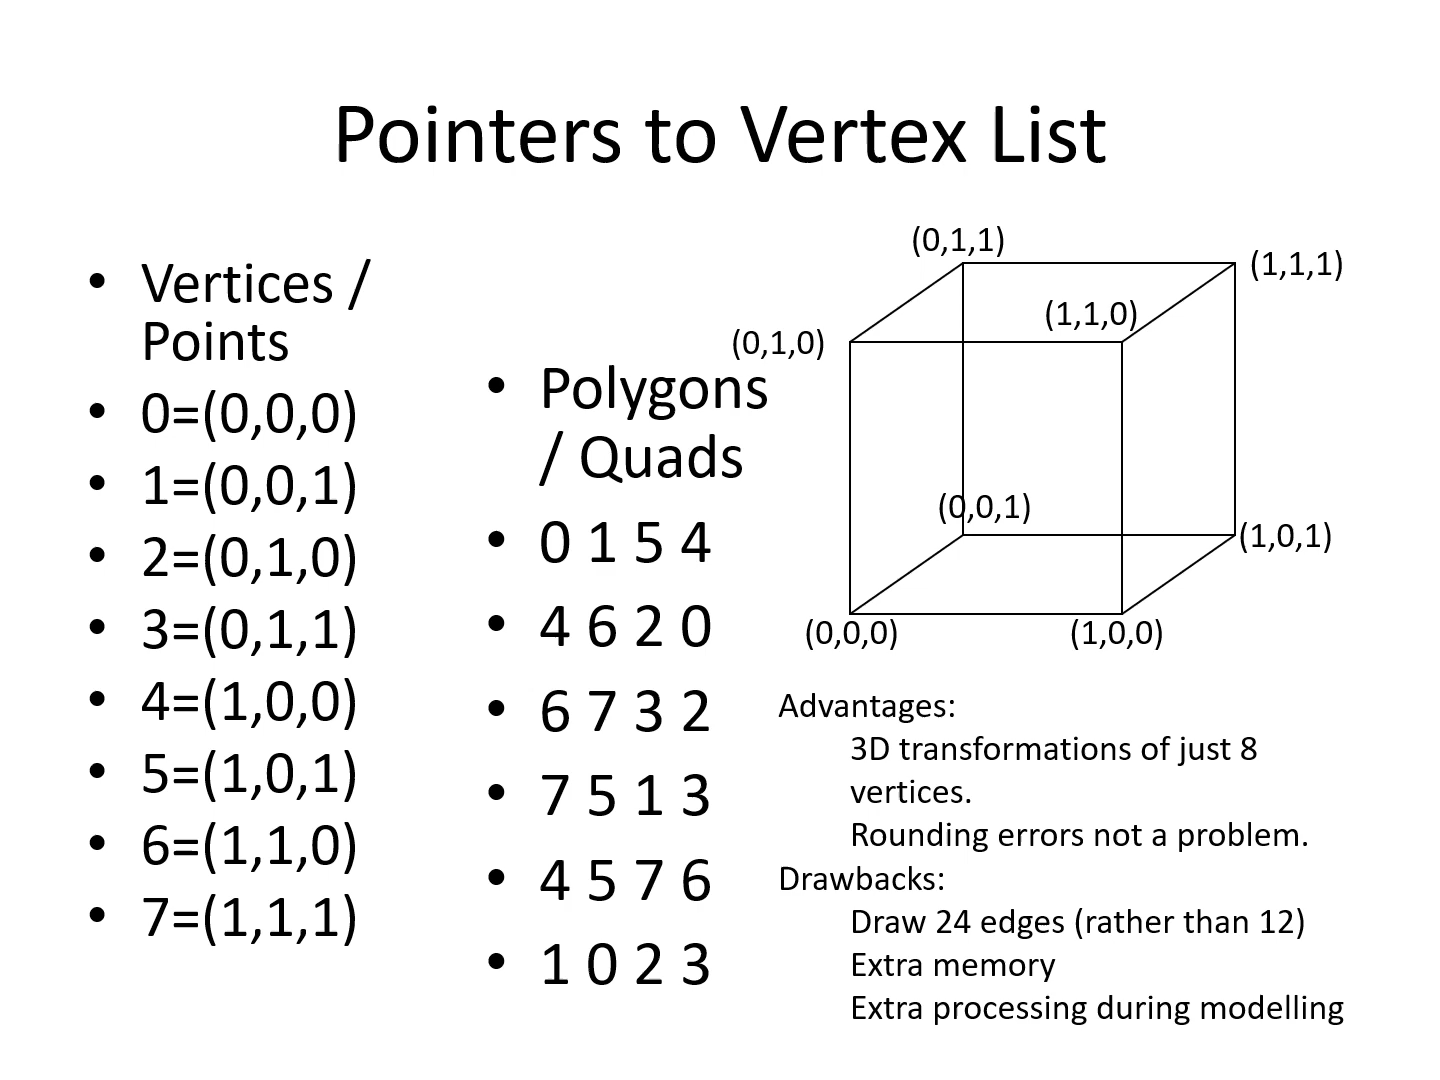 Pointers to Vertex List
• Vertices /
Points
• 0=(0,0,0)
• 1=(0,0,1)
• 2=(0,1,0)
• 3=(0,1,1)
• 4=(1,0,0)
• 5=(1,0,1)
• 6=(1,1,0)
• 7=(1,1,1)
• Polygons
/ Quads
• 0 1 5 4
• 4 6 2 0
• 6 7 3 2
• 7 5 1 3
• 4 5 7 6
• 1 0 2 3
(0,1,1)
(1,1,1)
(1,1,0)
(0,1,0)
(0,0,1)
(1,0,1)
(0,0,0)
(1,0,0)
Advantages:
3D transformations of just 8
vertices.
Rounding errors not a problem.
Drawbacks:
Draw 24 edges (rather than 12)
Extra memory
Extra processing during modelling